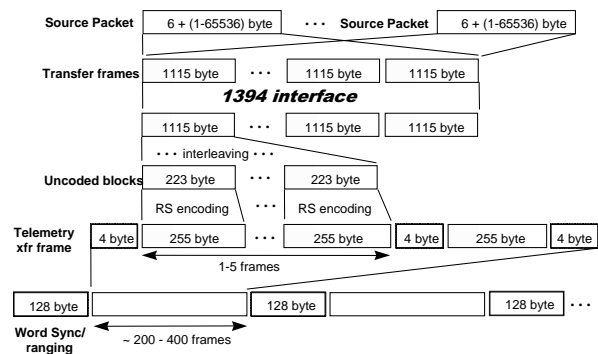 Source Packet 6 + (1-65536) byte ··· Source Packet 6 + (1-65536) byte
Transfer frames 1115 byte ··· 1115 byte 1115 byte
1394 interface
1115 byte ··· 1115 byte 1115 byte
··· interleaving ···
Uncoded blocks 223 byte ··· 223 byte
RS encoding ··· RS encoding
Telemetry xfr frame 4 byte 255 byte ··· 255 byte 4 byte 255 byte 4 byte
1-5 frames
128 byte 128 byte 128 byte ···
Word Sync/ ranging ~ 200 - 400 frames